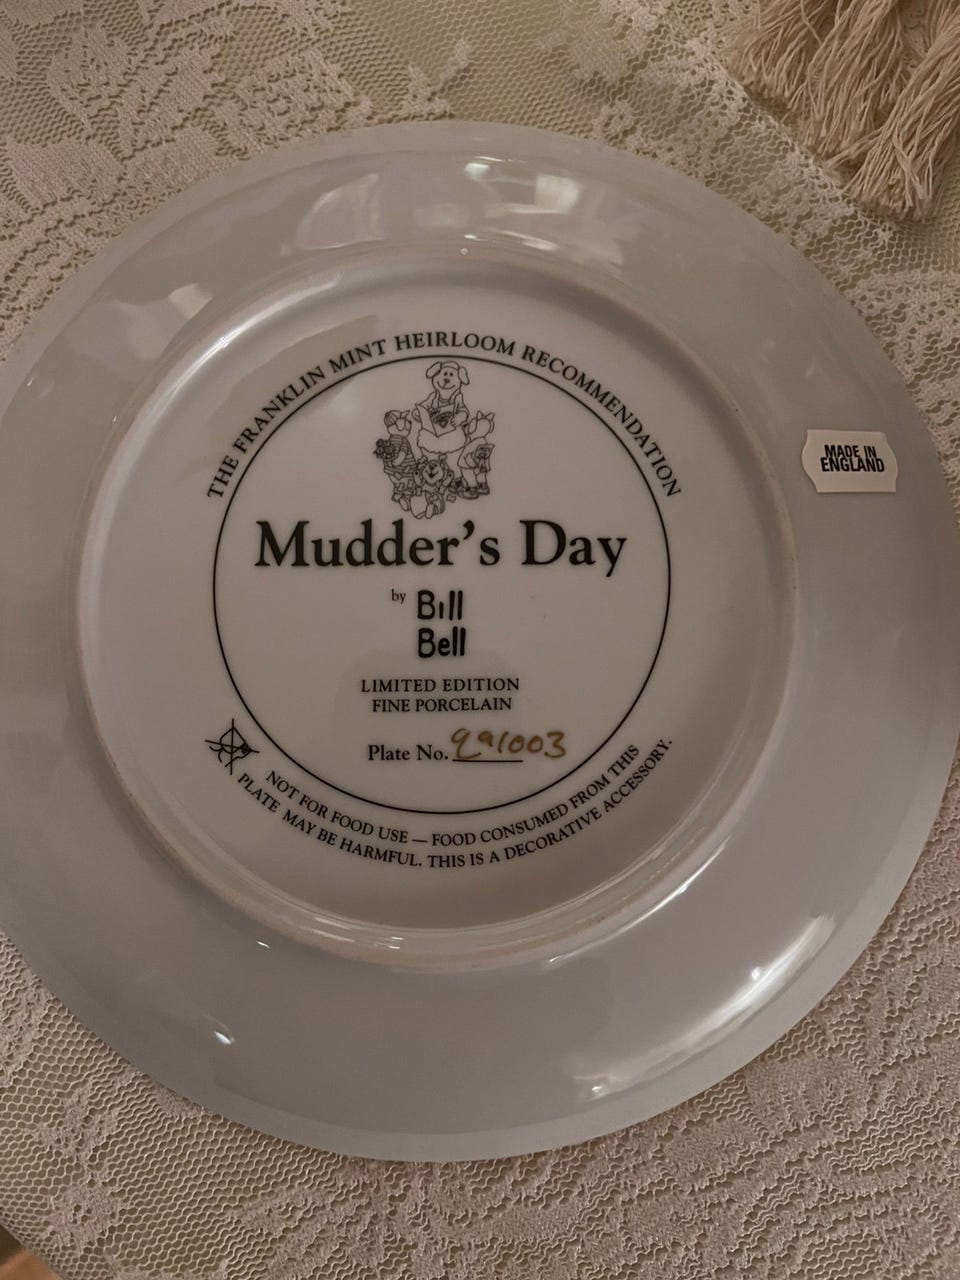 THE FRANKLIN MINT HEIRLOOM RECOMMENDATION
Mudder's Day
by Bill
Bell
LIMITED EDITION
FINE PORCELAIN
Plate No. 991003
NOT FOR FOOD USE — FOOD CONSUMED FROM THIS
PLATE MAY BE HARMFUL. THIS IS A DECORATIVE ACCESSORY.
MADE IN
ENGLAND